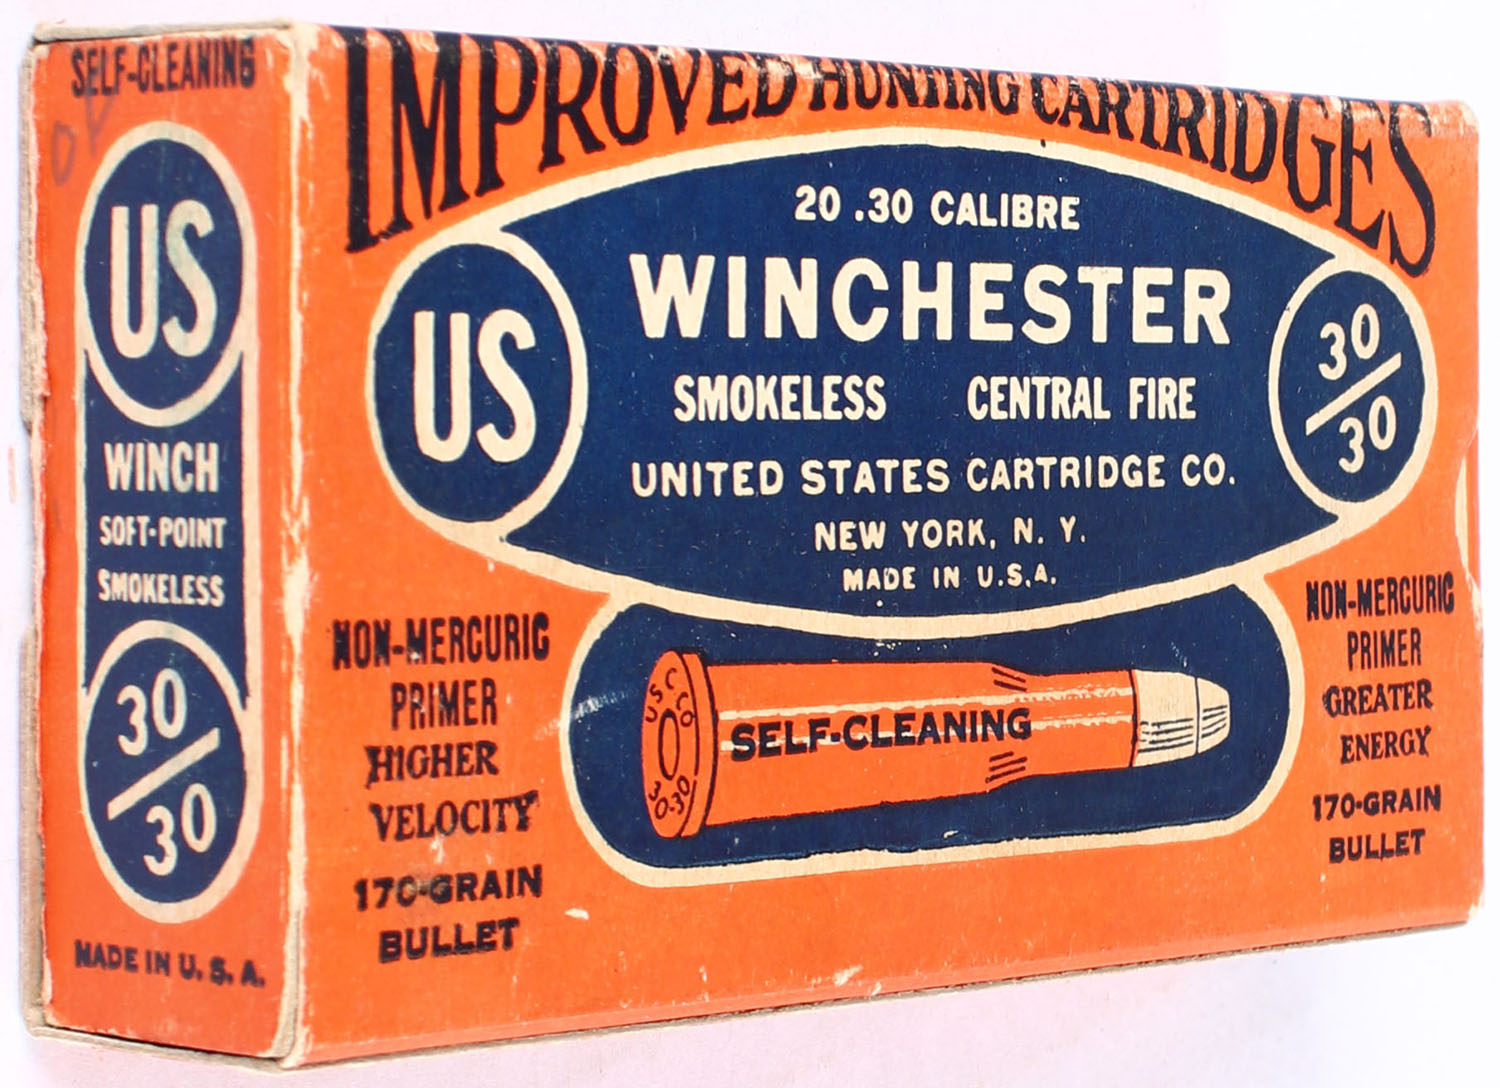 SELF-CLEANING
US
WINCH
SOFT-POINT
SMOKELESS
30/30
MADE IN U.S.A.
IMPROVED HUNTING CARTRIDGES
20 .30 CALIBRE
WINCHESTER
SMOKELESS CENTRAL FIRE
UNITED STATES CARTRIDGE CO.
NEW YORK, N. Y.
MADE IN U.S.A.
US
30/30
NON-MERCURIC
PRIMER
HIGHER
VELOCITY
170-GRAIN
BULLET
U S C CO
30-30
SELF-CLEANING
NON-MERCURIC
PRIMER
GREATER
ENERGY
170-GRAIN
BULLET